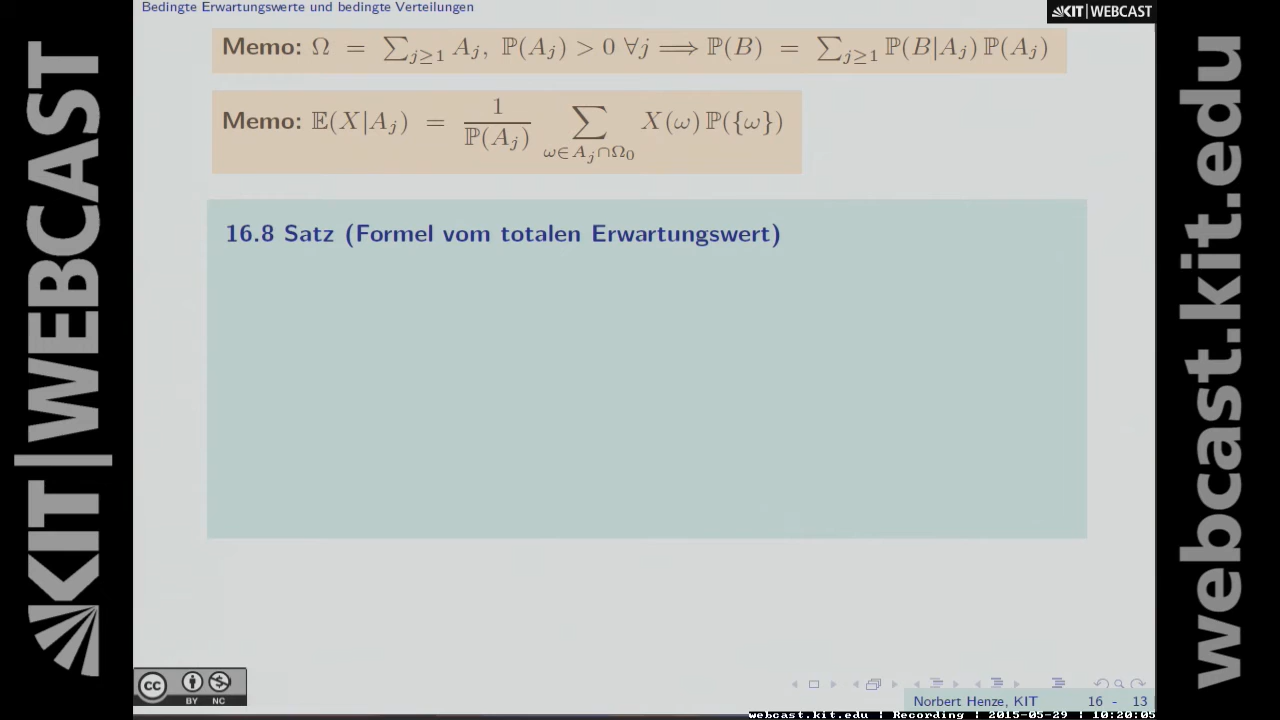 Bedingte Erwartungswerte und bedingte Verteilungen
KIT|WEBCAST
Memo: Ω = ∑_{j≥1} A_j, ℙ(A_j) > 0 ∀j ⟹ ℙ(B) = ∑_{j≥1} ℙ(B|A_j) ℙ(A_j)
Memo: 𝔼(X|A_j) = 1/ℙ(A_j) ∑_{ω∈A_j∩Ω_0} X(ω) ℙ({ω})
16.8 Satz (Formel vom totalen Erwartungswert)
KIT|WEBCAST
webcast.kit.edu
cc BY NC
Norbert Henze, KIT 16 - 13
webcast.kit.edu | Recording | 2015-05-29 | 10:20:05